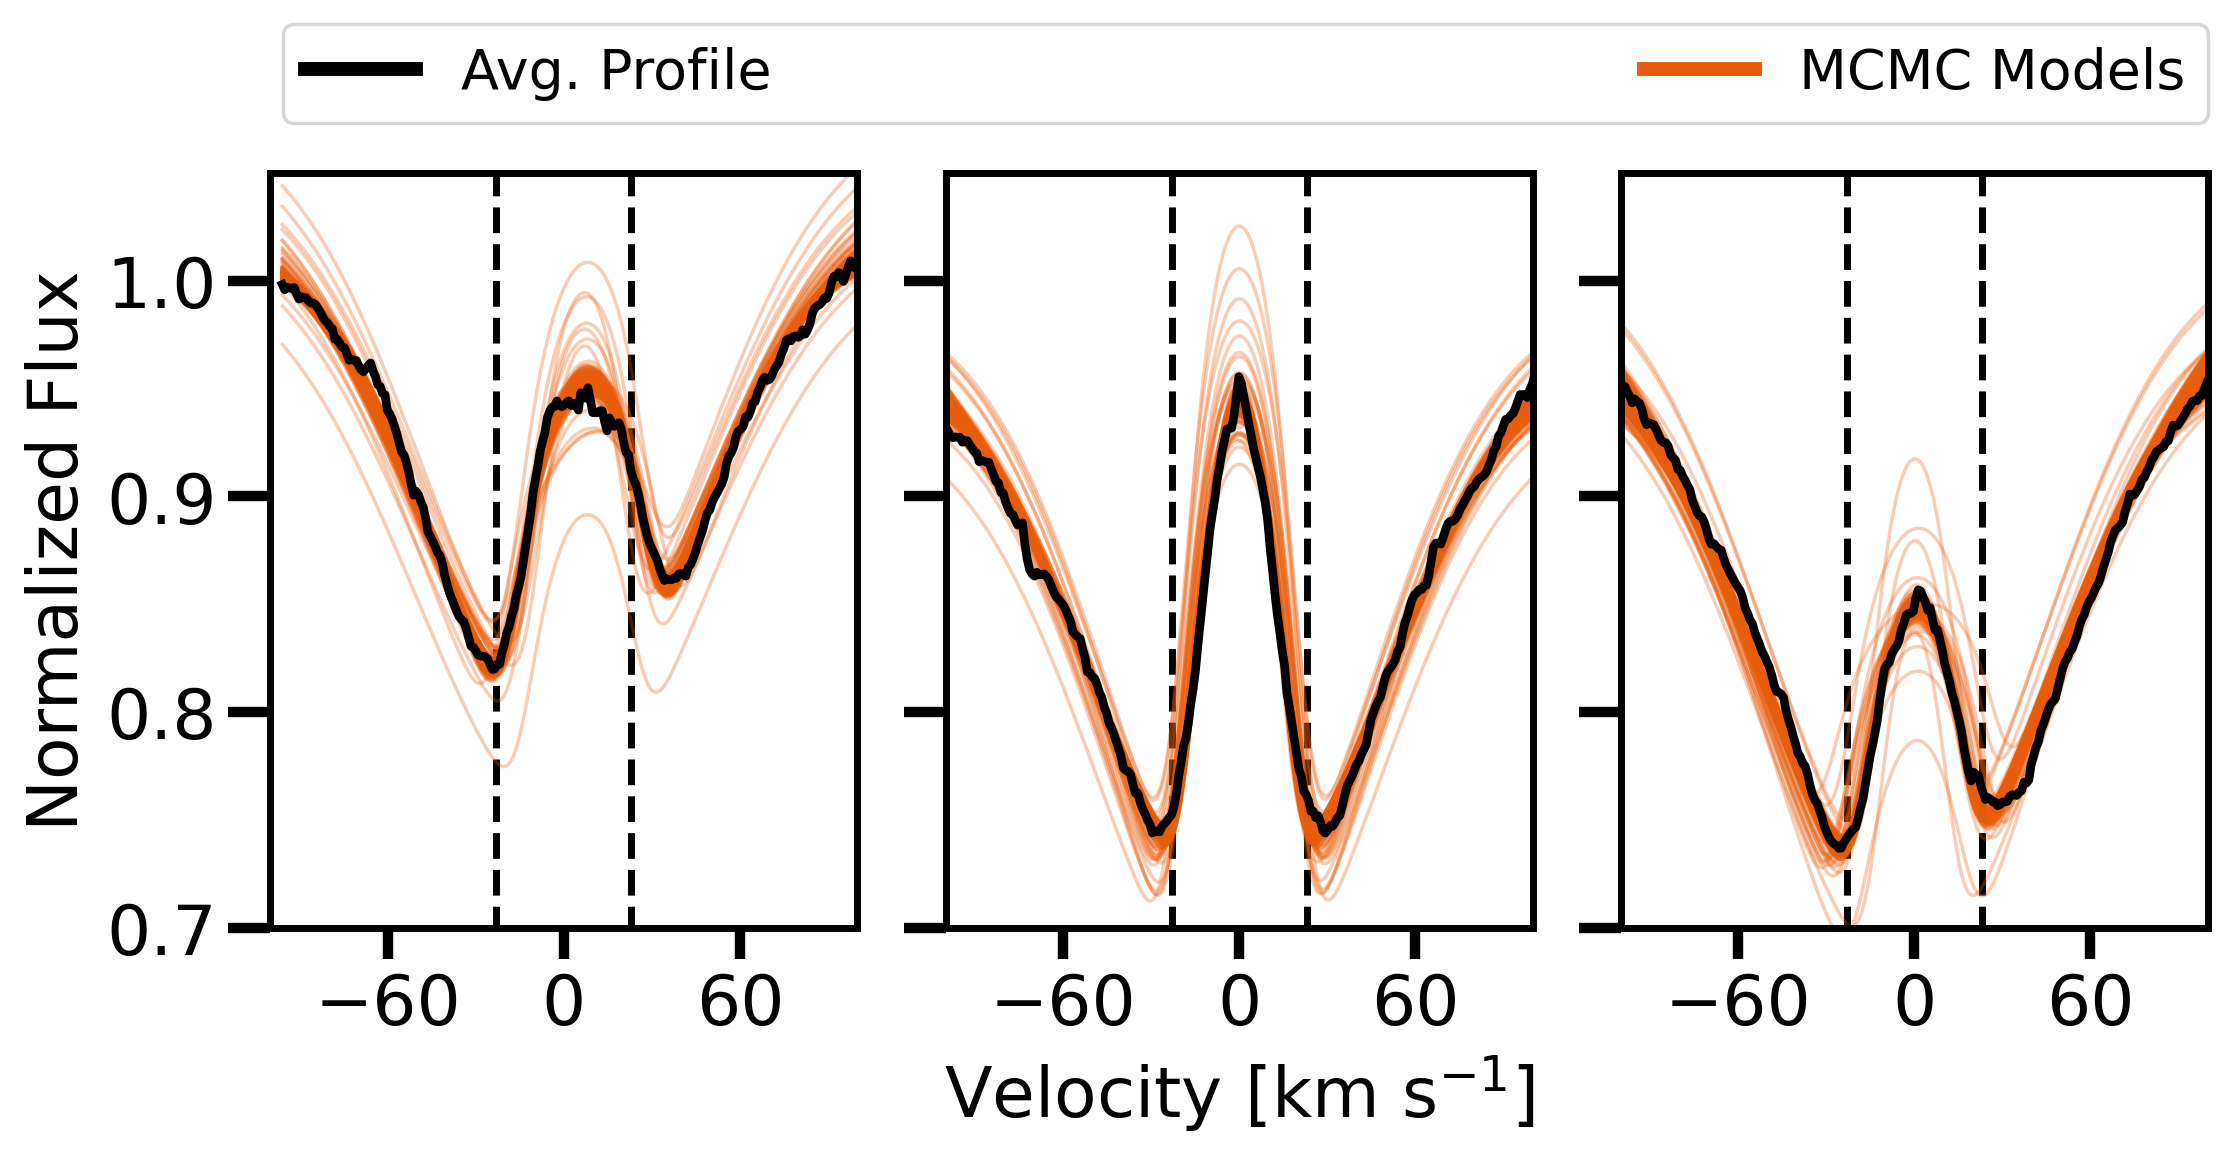 Avg. Profile MCMC Models
Normalized Flux
1.0
0.9
0.8
0.7
−60 0 60 −60 0 60 −60 0 60
Velocity [km s⁻¹]